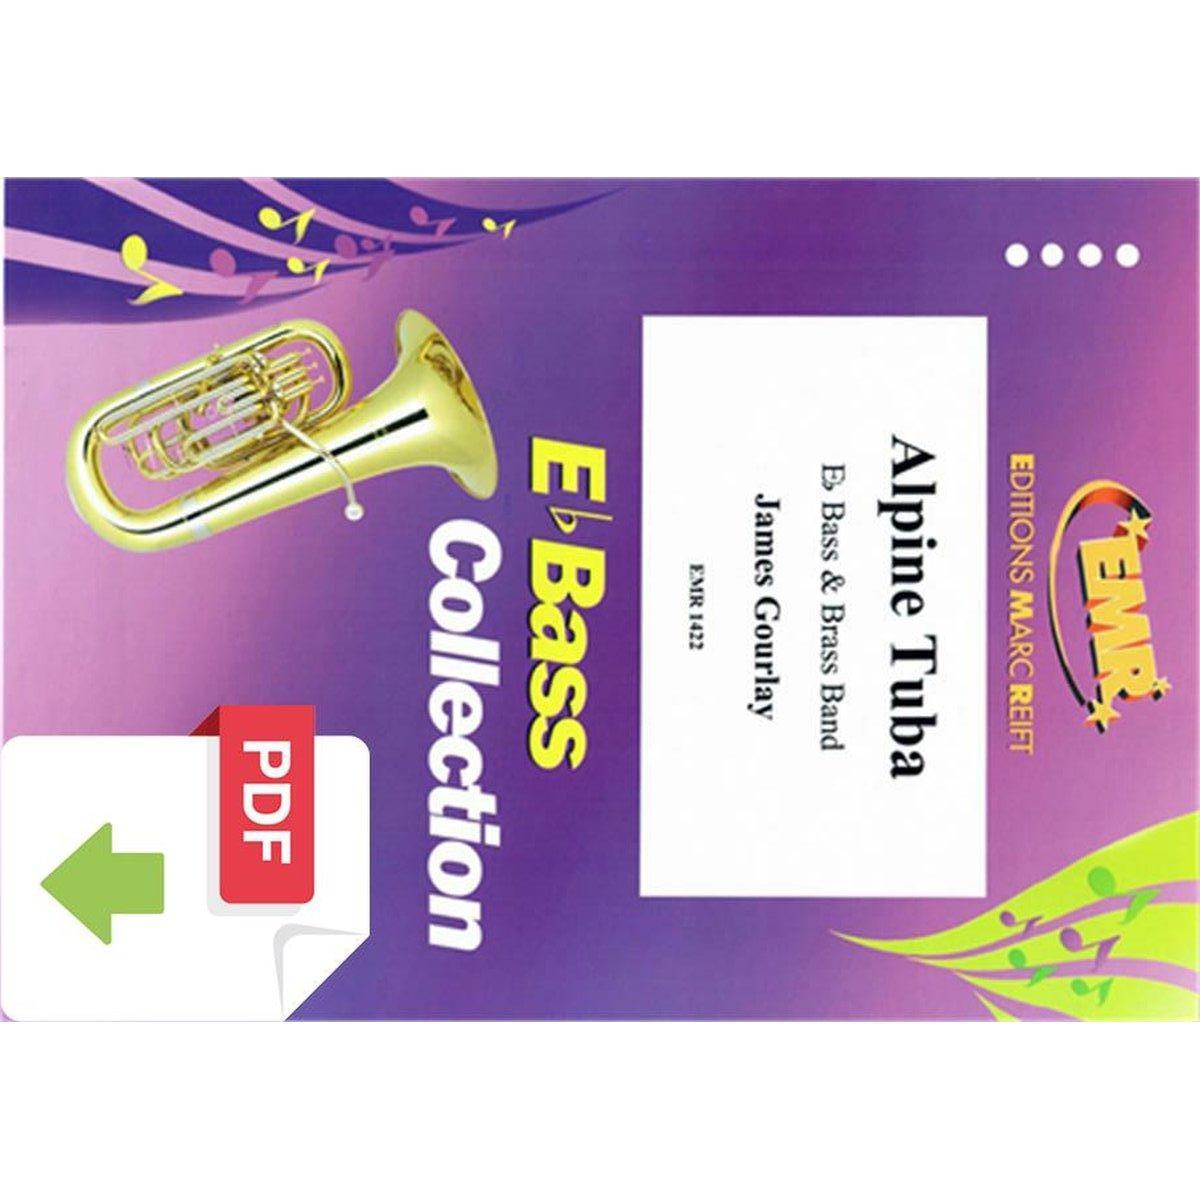 EMR
EDITIONS MARC REIFT
Alpine Tuba
E♭ Bass & Brass Band
James Gourlay
EMR 1422
E♭ Bass
Collection
PDF